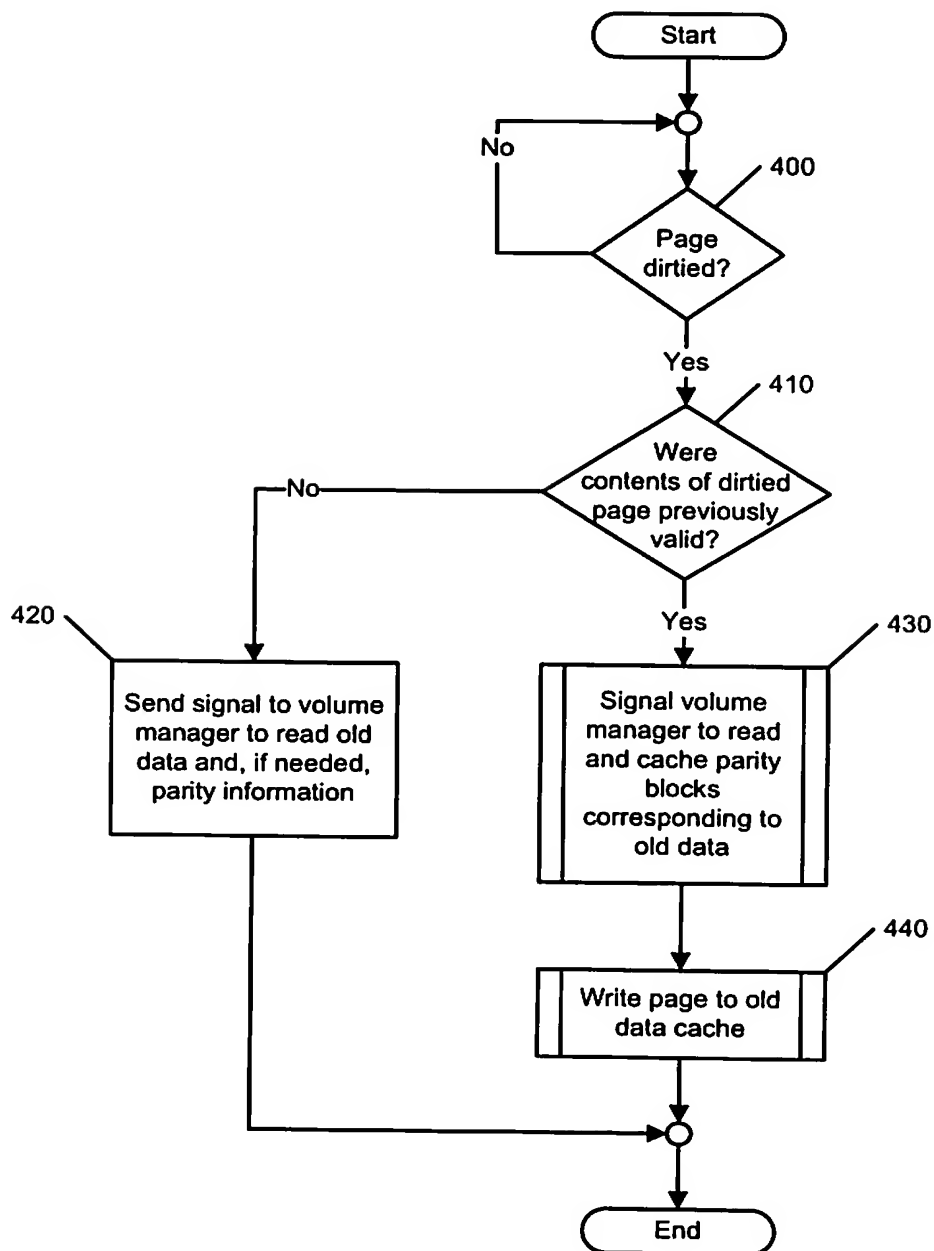 Start
No
400
Page
dirtied?
Yes
410
Were
contents of dirtied
page previously
valid?
No
Yes
420
430
Send signal to volume
manager to read old
data and, if needed,
parity information
Signal volume
manager to read
and cache parity
blocks
corresponding to
old data
440
Write page to old
data cache
End